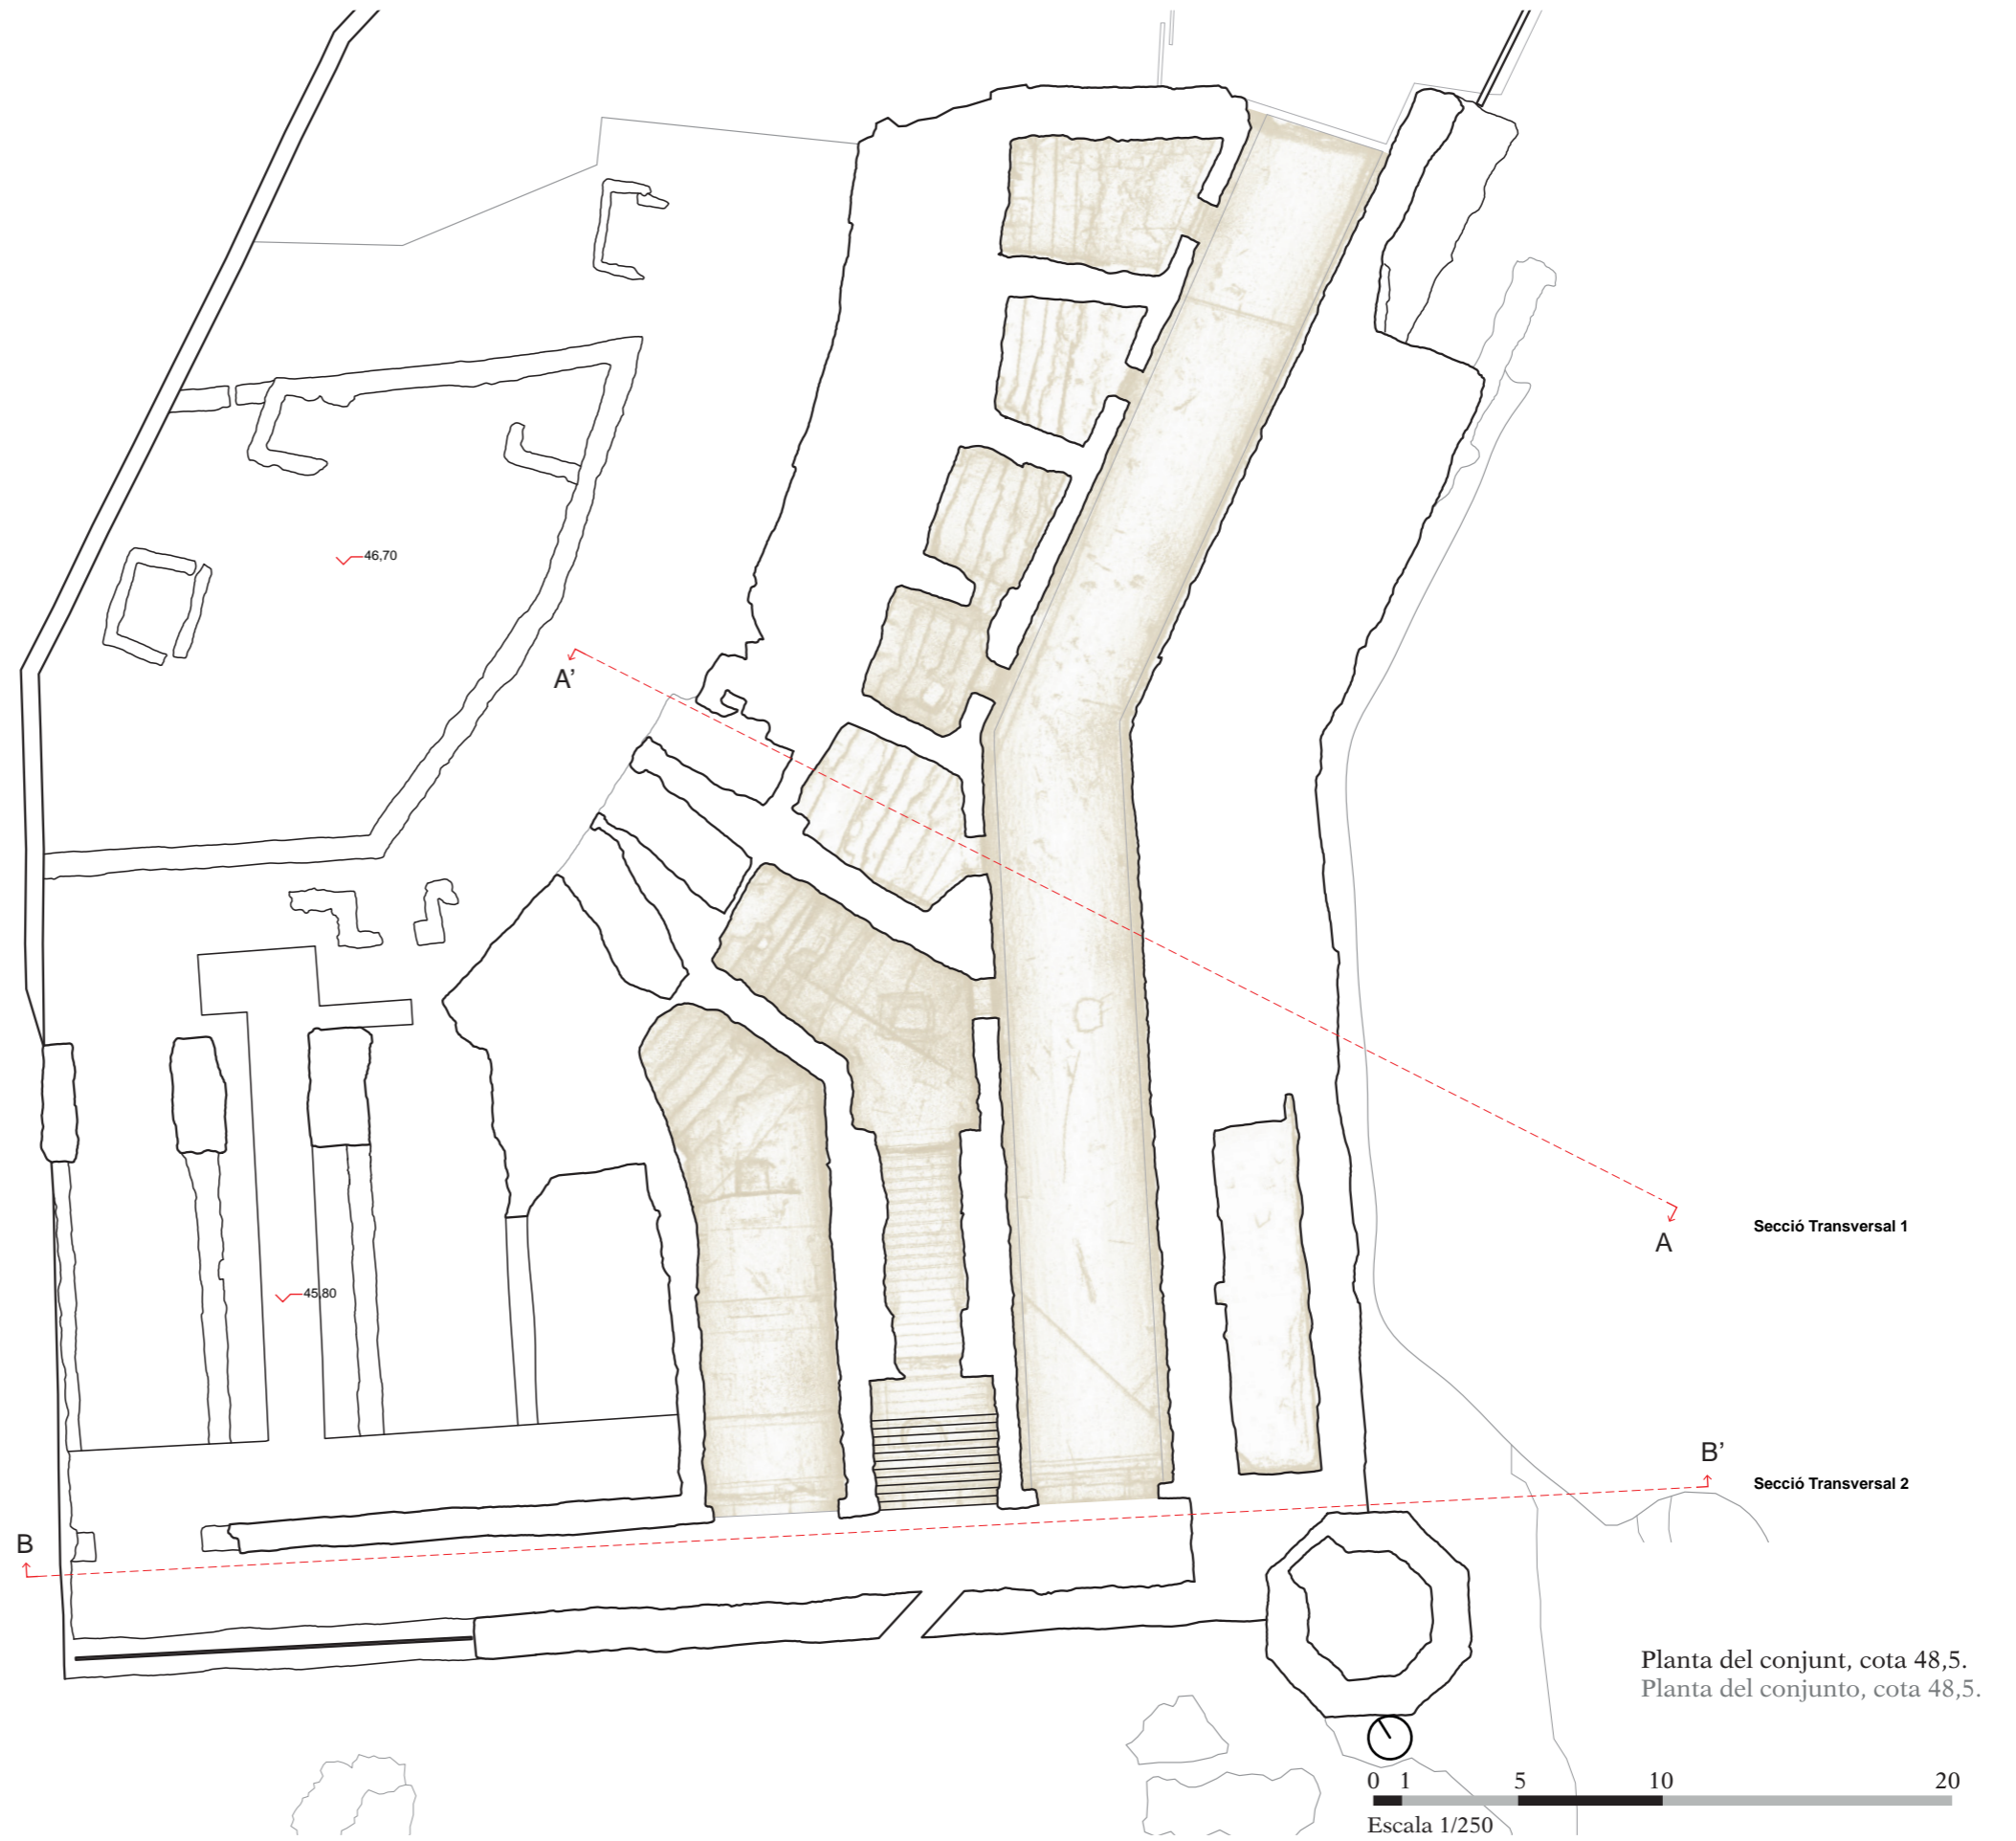 46,70
A’
A
Secció Transversal 1
45,80
B’
Secció Transversal 2
B
Planta del conjunt, cota 48,5.
Planta del conjunto, cota 48,5.
0 1 5 10 20
Escala 1/250